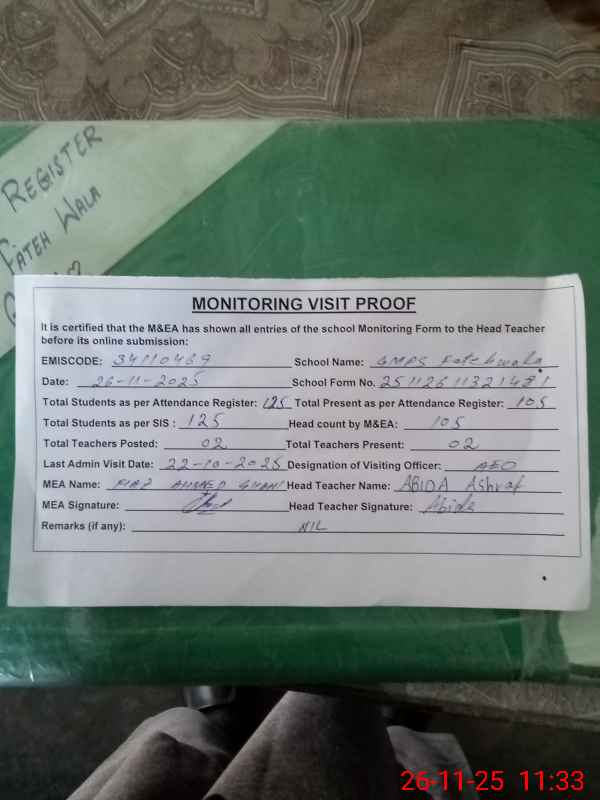 REGISTER
FATEH WALA
MONITORING VISIT PROOF
It is certified that the M&EA has shown all entries of the school Monitoring Form to the Head Teacher
before its online submission:
EMISCODE: 34110469 School Name: GMPS Fatehwala
Date: 26-11-2025 School Form No. 25112611321481
Total Students as per Attendance Register: 125 Total Present as per Attendance Register: 105
Total Students as per SIS : 125 Head count by M&EA: 105
Total Teachers Posted: 02 Total Teachers Present: 02
Last Admin Visit Date: 22-10-2025 Designation of Visiting Officer: AEO
MEA Name: AHMED GHANI Head Teacher Name: ABIDA Ashraf
MEA Signature: Head Teacher Signature: Abida
Remarks (if any): NIL
26-11-25 11:33